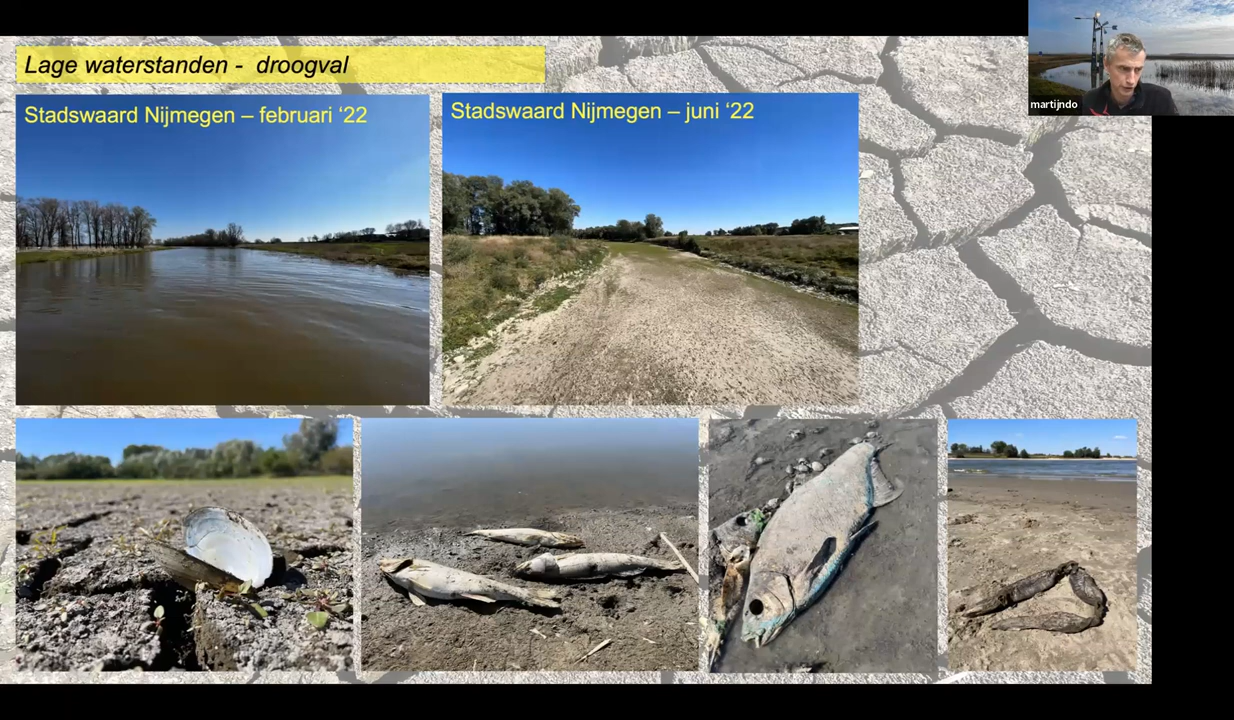 Lage waterstanden - droogval
Stadswaard Nijmegen – februari ‘22
Stadswaard Nijmegen – juni ‘22
martijndo